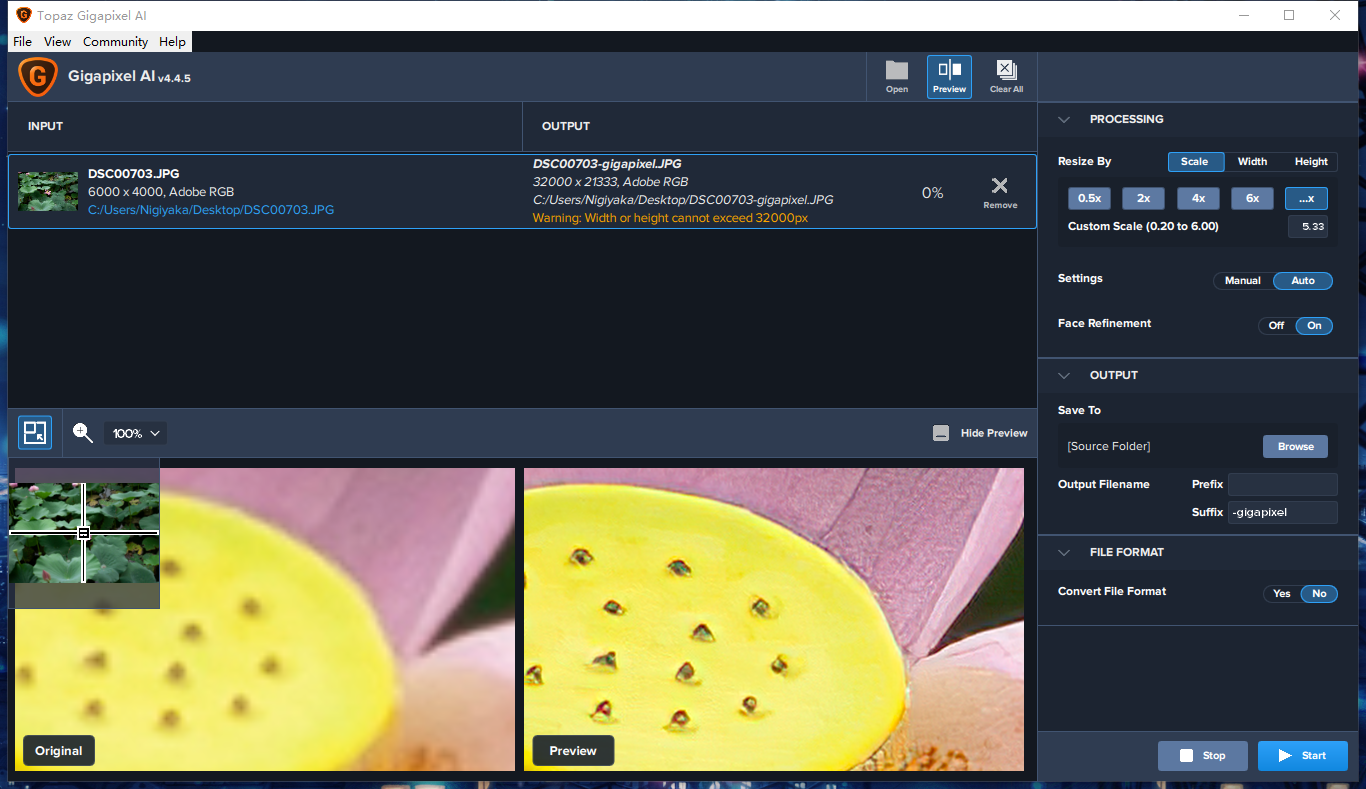 Topaz Gigapixel AI
File View Community Help
Gigapixel AI v4.4.5
Open
Preview
Clear All
INPUT
OUTPUT
DSC00703.JPG
6000 x 4000, Adobe RGB
C:/Users/Nigiyaka/Desktop/DSC00703.JPG
DSC00703-gigapixel.JPG
32000 x 21333, Adobe RGB
C:/Users/Nigiyaka/Desktop/DSC00703-gigapixel.JPG
Warning: Width or height cannot exceed 32000px
0%
Remove
100%
Hide Preview
Original
Preview
PROCESSING
Resize By Scale Width Height
0.5x 2x 4x 6x ...x
Custom Scale (0.20 to 6.00) 5.33
Settings Manual Auto
Face Refinement Off On
OUTPUT
Save To
[Source Folder] Browse
Output Filename Prefix
Suffix -gigapixel
FILE FORMAT
Convert File Format Yes No
Stop Start